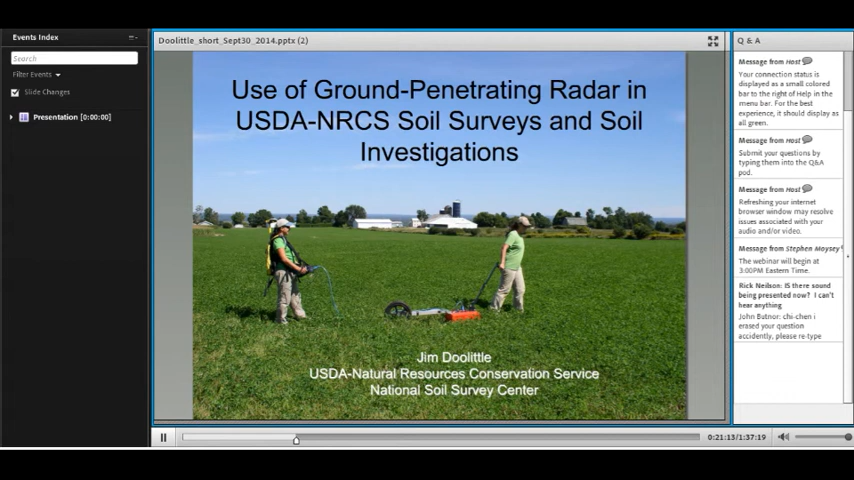 Events Index
Search
Filter Events
Slide Changes
Presentation [0:00:00]
Doolittle_short_Sept30_2014.pptx (2)
Use of Ground-Penetrating Radar in
USDA-NRCS Soil Surveys and Soil
Investigations
Jim Doolittle
USDA-Natural Resources Conservation Service
National Soil Survey Center
0:21:13/1:37:19
Q & A
Message from Host
Your connection status is
displayed as a small colored
bar to the right of Help in the
menu bar. For the best
experience, it should display as
all green.
Message from Host
Submit your questions by
typing them into the Q&A
pod.
Message from Host
Refreshing your internet
browser window may resolve
issues associated with your
audio and/or video.
Message from Stephen Moysey
The webinar will begin at
3:00PM Eastern Time.
Rick Neilson: IS there sound
being presented now? I can't
hear anything
John Butnor: chi-chen i
erased your question
accidently, please re-type